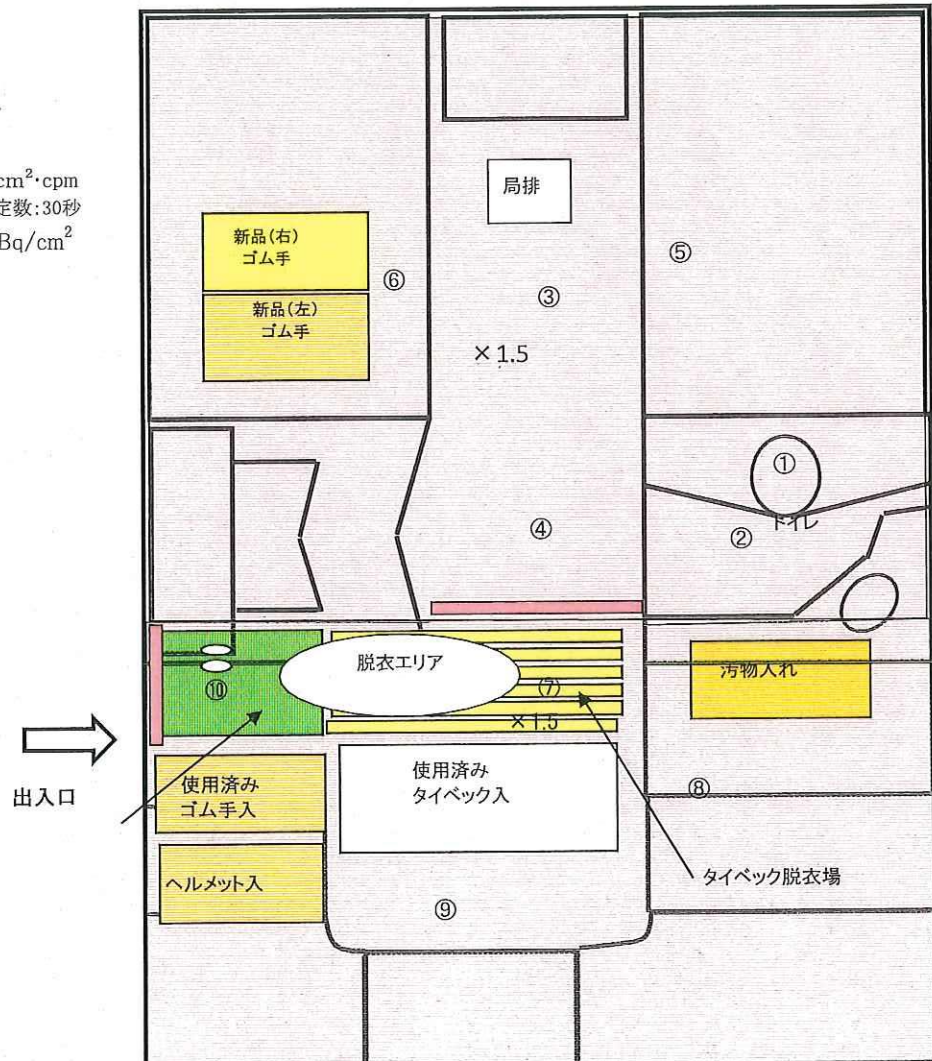 cm²・cpm
定数:30秒
Bq/cm²
局排
新品(右)
ゴム手
新品(左)
ゴム手
⑥
③
⑤
×1.5
①
トイレ
④
②
脱衣エリア
⑩
⑦
×1.5
汚物入れ
出入口
使用済み
ゴム手入
使用済み
タイベック入
⑧
ヘルメット入
タイベック脱衣場
⑨